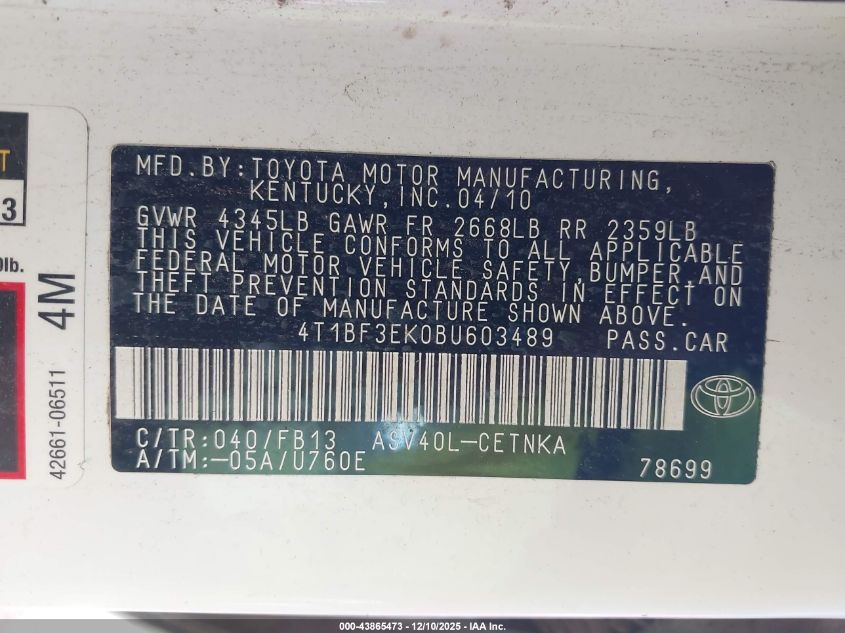 MFD.BY:TOYOTA MOTOR MANUFACTURING,
KENTUCKY, INC.04/10
GVWR 4345LB GAWR FR 2668LB RR 2359LB
THIS VEHICLE CONFORMS TO ALL APPLICABLE
FEDERAL MOTOR VEHICLE SAFETY,BUMPER,AND
THEFT PREVENTION STANDARDS IN EFFECT ON
THE DATE OF MANUFACTURE SHOWN ABOVE.
4T1BF3EK0BU603489 PASS.CAR
C/TR:040/FB13 ASV40L-CETNKA
A/TM:-05A/U760E 78699
T
3
0lb.
4M
42661-06511
000-43865473 — 12/10/2025 - IAA Inc.